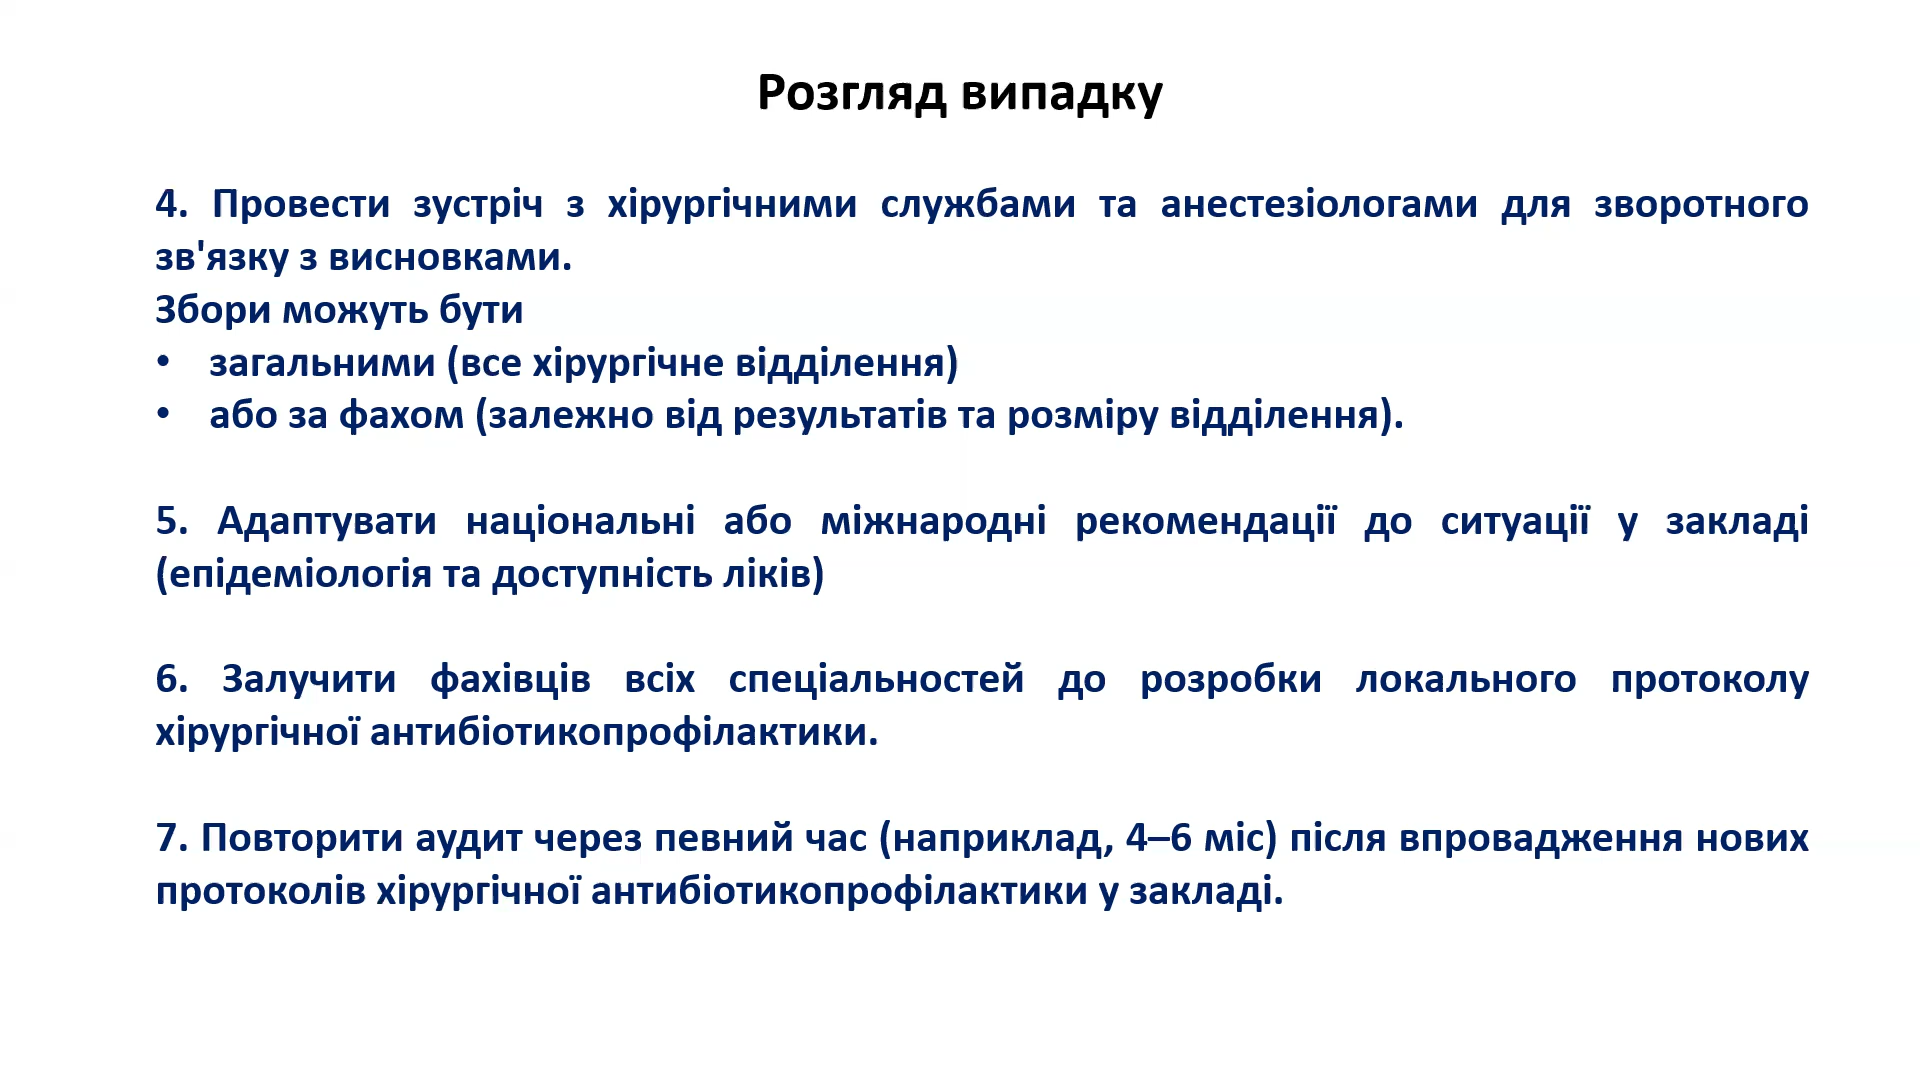 Розгляд випадку
4. Провести зустріч з хірургічними службами та анестезіологами для зворотного
зв'язку з висновками.
Збори можуть бути
• загальними (все хірургічне відділення)
• або за фахом (залежно від результатів та розміру відділення).
5. Адаптувати національні або міжнародні рекомендації до ситуації у закладі
(епідеміологія та доступність ліків)
6. Залучити фахівців всіх спеціальностей до розробки локального протоколу
хірургічної антибіотикопрофілактики.
7. Повторити аудит через певний час (наприклад, 4–6 міс) після впровадження нових
протоколів хірургічної антибіотикопрофілактики у закладі.